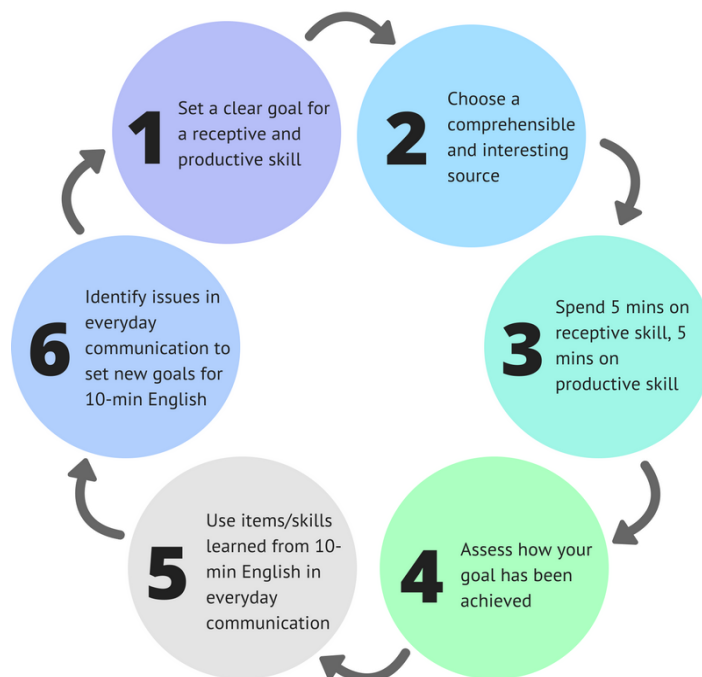 1
Set a clear goal for
a receptive and
productive skill
2
Choose a
comprehensible
and interesting
source
3
Spend 5 mins on
receptive skill, 5
mins on
productive skill
4
Assess how your
goal has been
achieved
5
Use items/skills
learned from 10-
min English in
everyday
communication
6
Identify issues in
everyday
communication to
set new goals for
10-min English